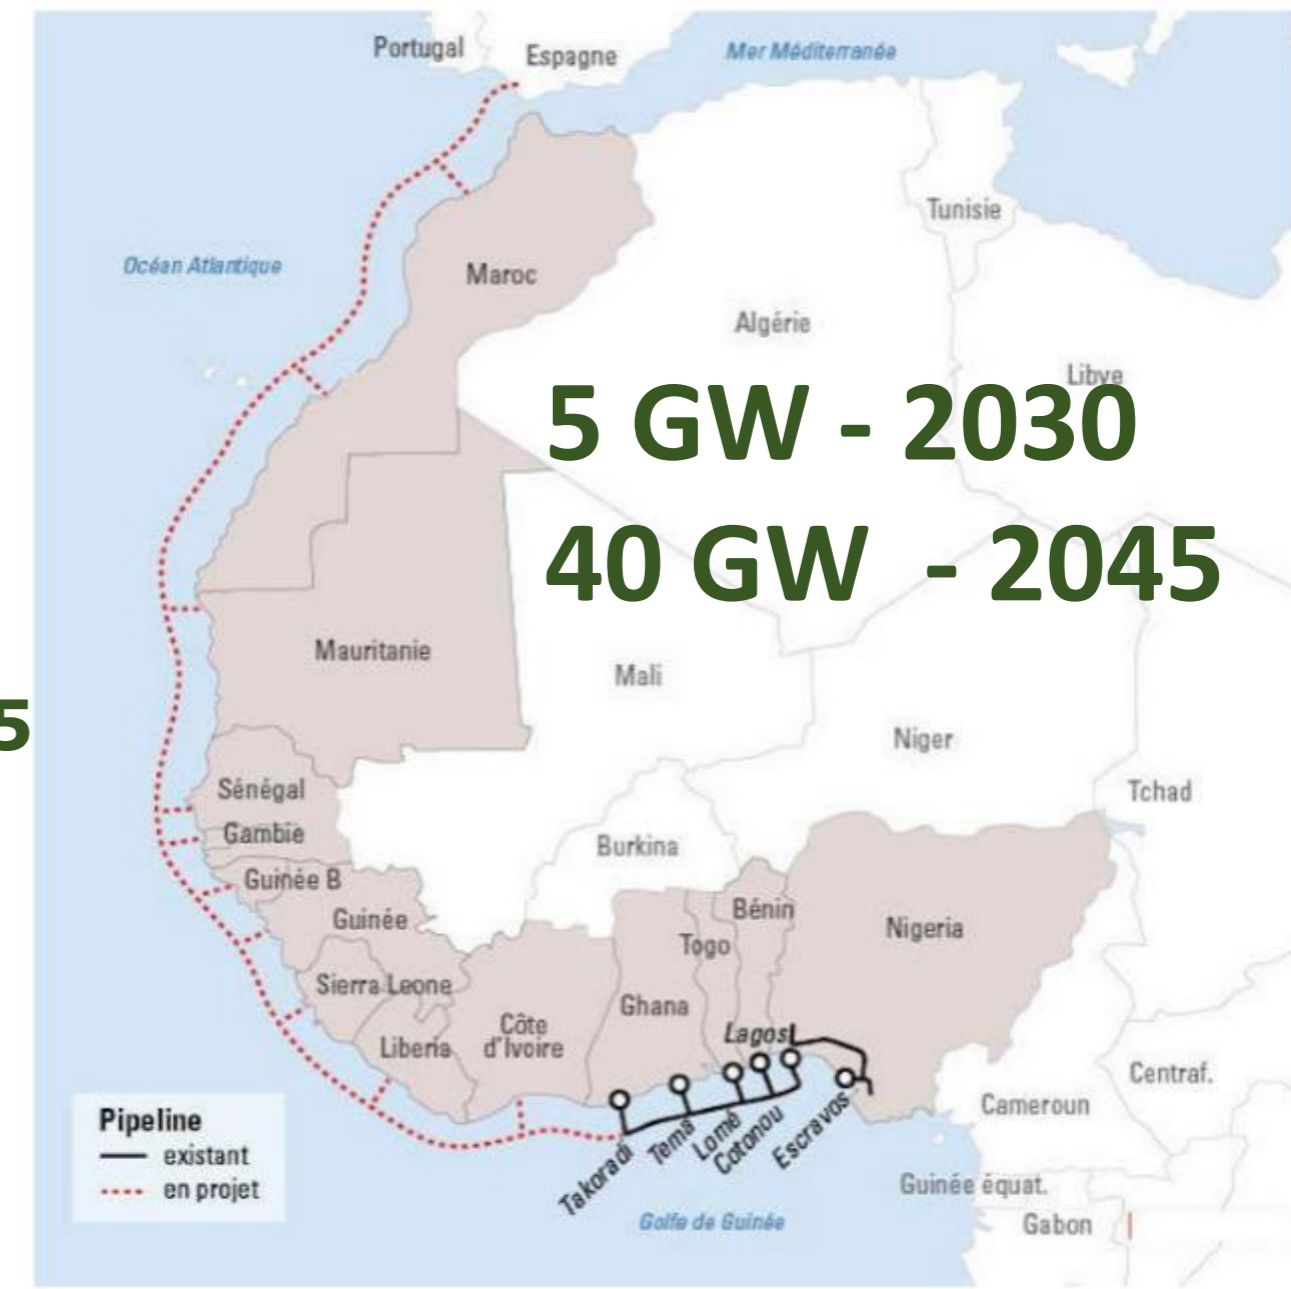 Portugal
Espagne
Mer Méditerranée
Tunisie
Océan Atlantique
Maroc
Algérie
Libye
5 GW - 2030
40 GW - 2045
Mauritanie
Mali
5
Niger
Sénégal
Tchad
Gambie
Burkina
Guinée B
Guinée
Bénin
Nigeria
Togo
Sierra Leone
Ghana
Côte
d'Ivoire
Lagos
Liberia
Centraf.
Cameroun
Pipeline
existant
en projet
Takoradi
Tema
Lomé
Cotonou
Escravos
Guinée équat.
Golfe de Guinée
Gabon